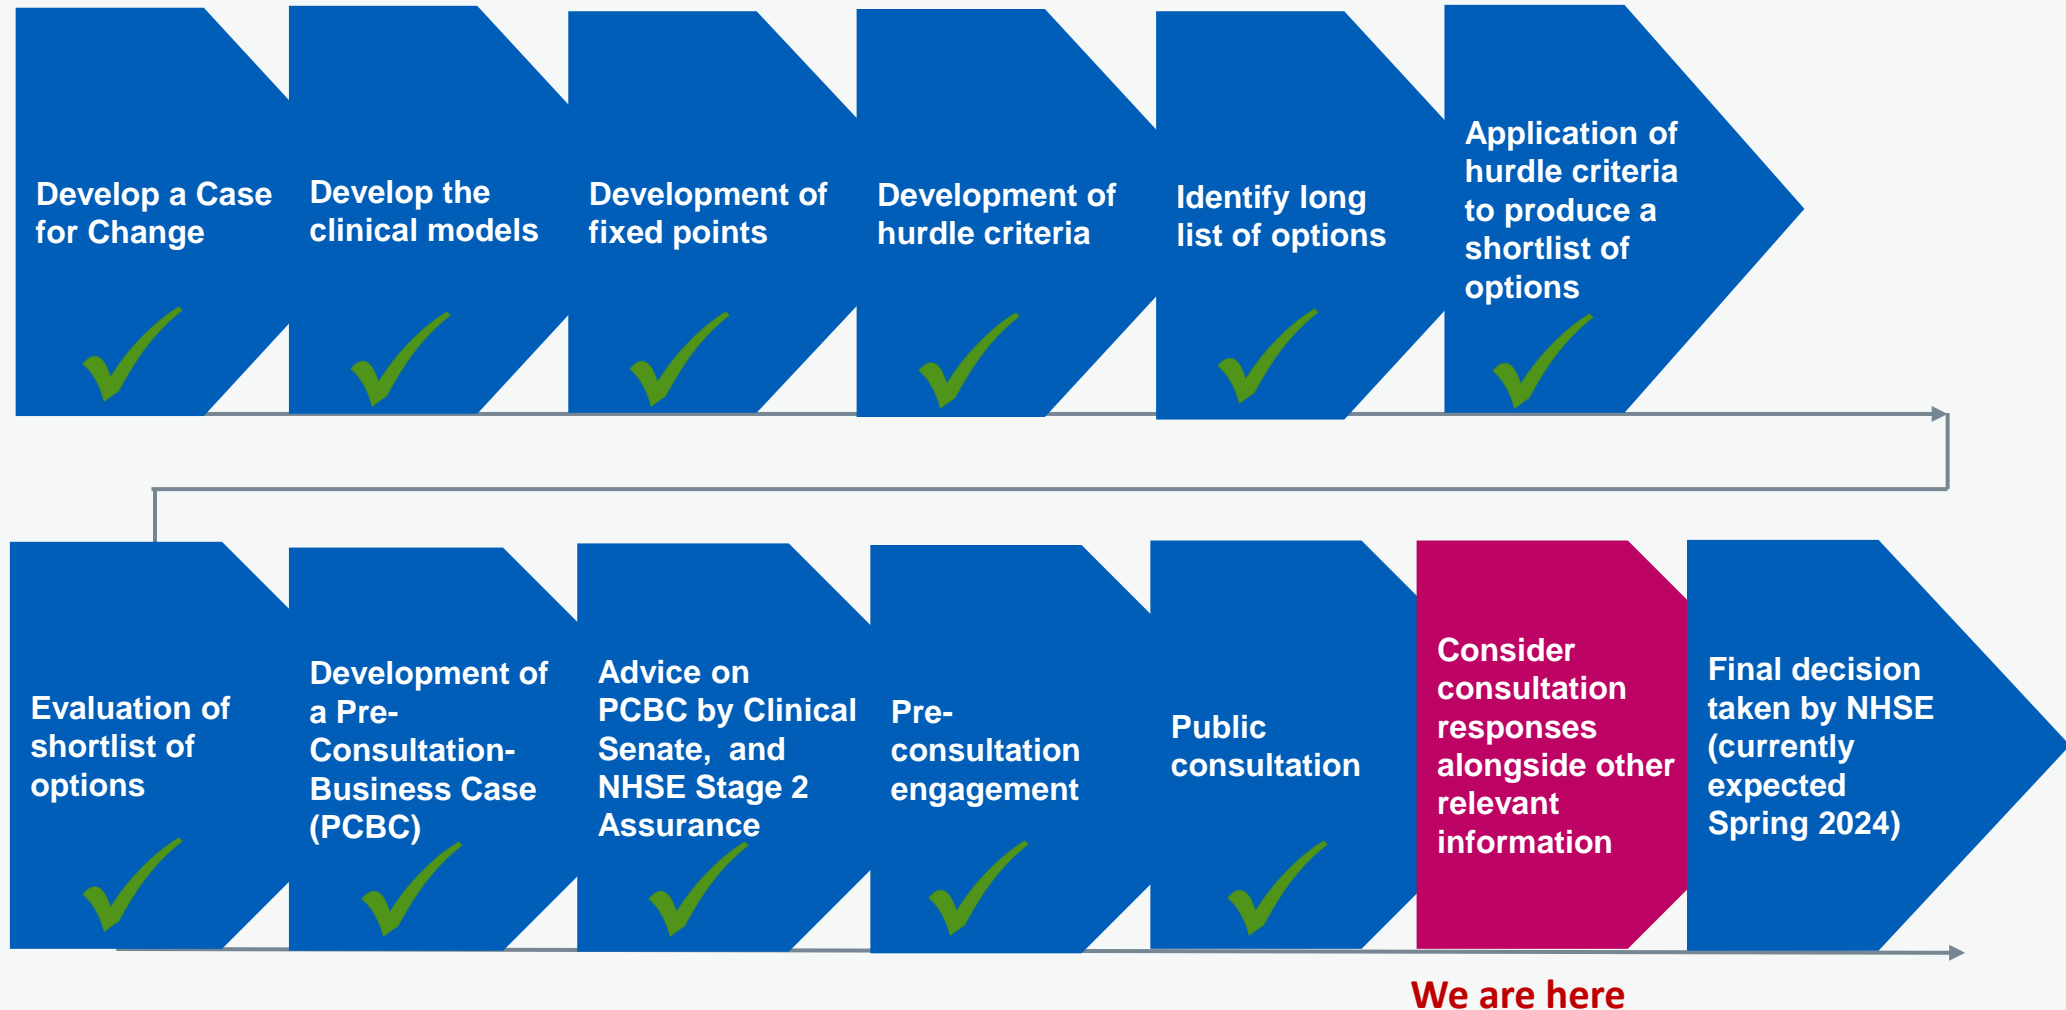 Develop a Case
for Change
Develop the
clinical models
Development of
fixed points
Development of
hurdle criteria
Identify long
list of options
Application of
hurdle criteria
to produce a
shortlist of
options
Evaluation of
shortlist of
options
Development of
a Pre-
Consultation-
Business Case
(PCBC)
Advice on
PCBC by Clinical
Senate,  and
NHSE Stage 2
Assurance
Pre-
consultation
engagement
Public
consultation
Consider
consultation
responses
alongside other
relevant
information
Final decision
taken by NHSE
(currently
expected
Spring 2024)
We are here